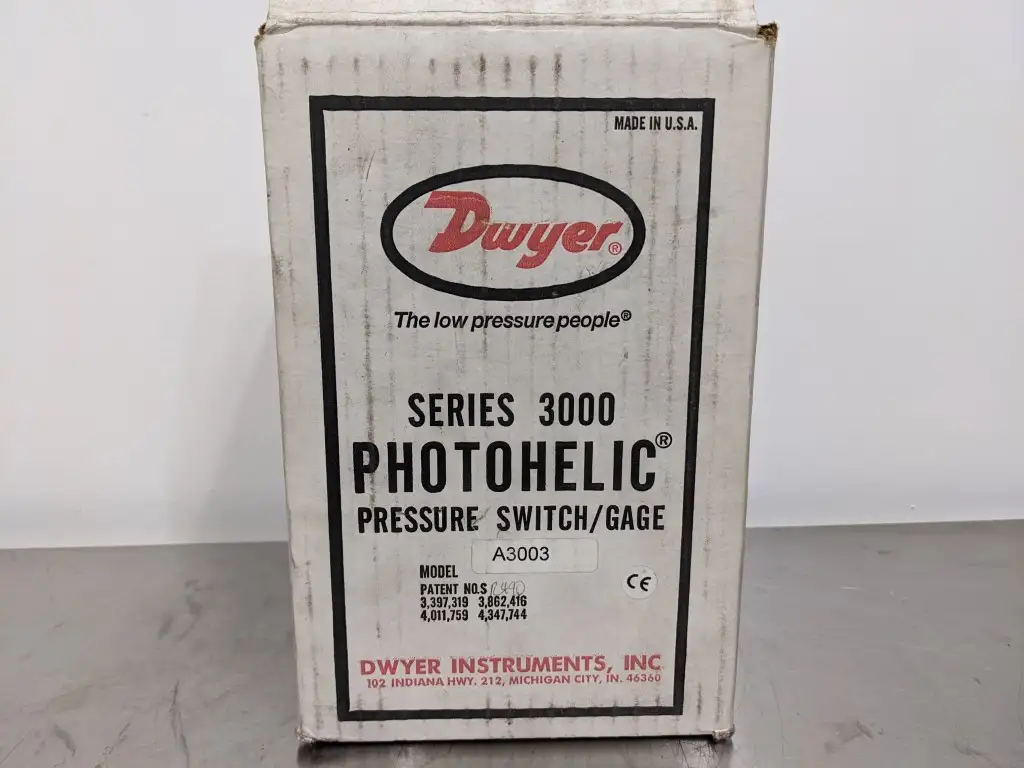 MADE IN U.S.A.
Dwyer®
The low pressure people®
SERIES 3000
PHOTOHELIC®
PRESSURE SWITCH/GAGE
A3003
MODEL
PATENT NO.S
3,397,319 3,862,416
4,011,759 4,347,744
CE
DWYER INSTRUMENTS, INC
102 INDIANA HWY. 212, MICHIGAN CITY, IN. 46360